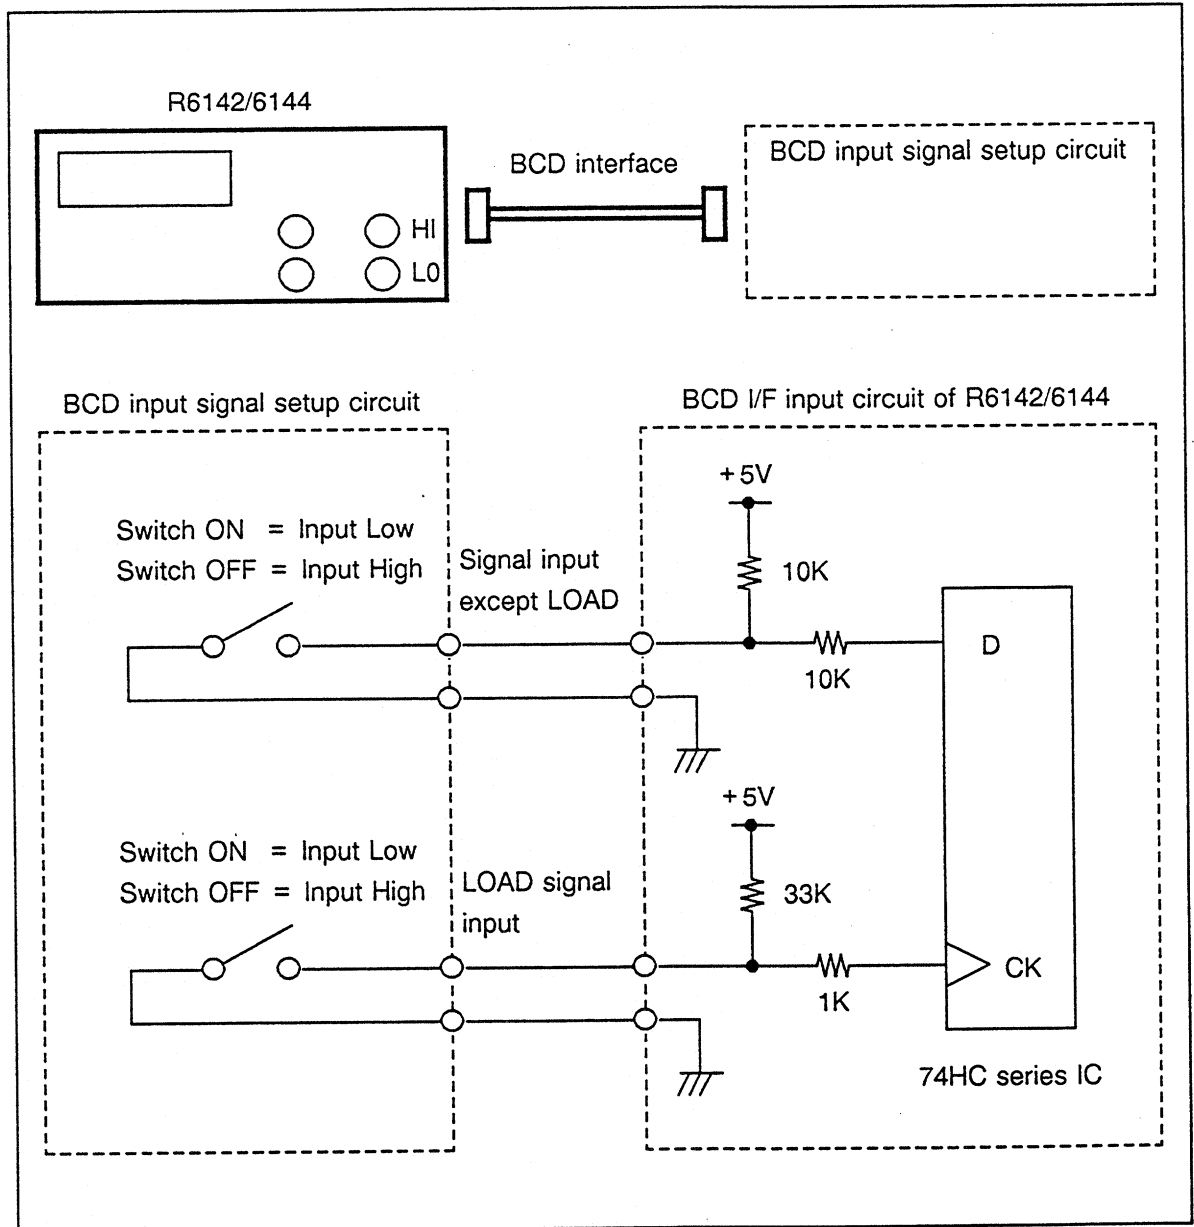 R6142/6144
BCD interface
BCD input signal setup circuit
HI
L0
BCD input signal setup circuit
BCD I/F input circuit of R6142/6144
+5V
Switch ON = Input Low
Switch OFF = Input High
Signal input
except LOAD
10K
D
10K
+5V
Switch ON = Input Low
Switch OFF = Input High
LOAD signal
input
33K
CK
1K
74HC series IC